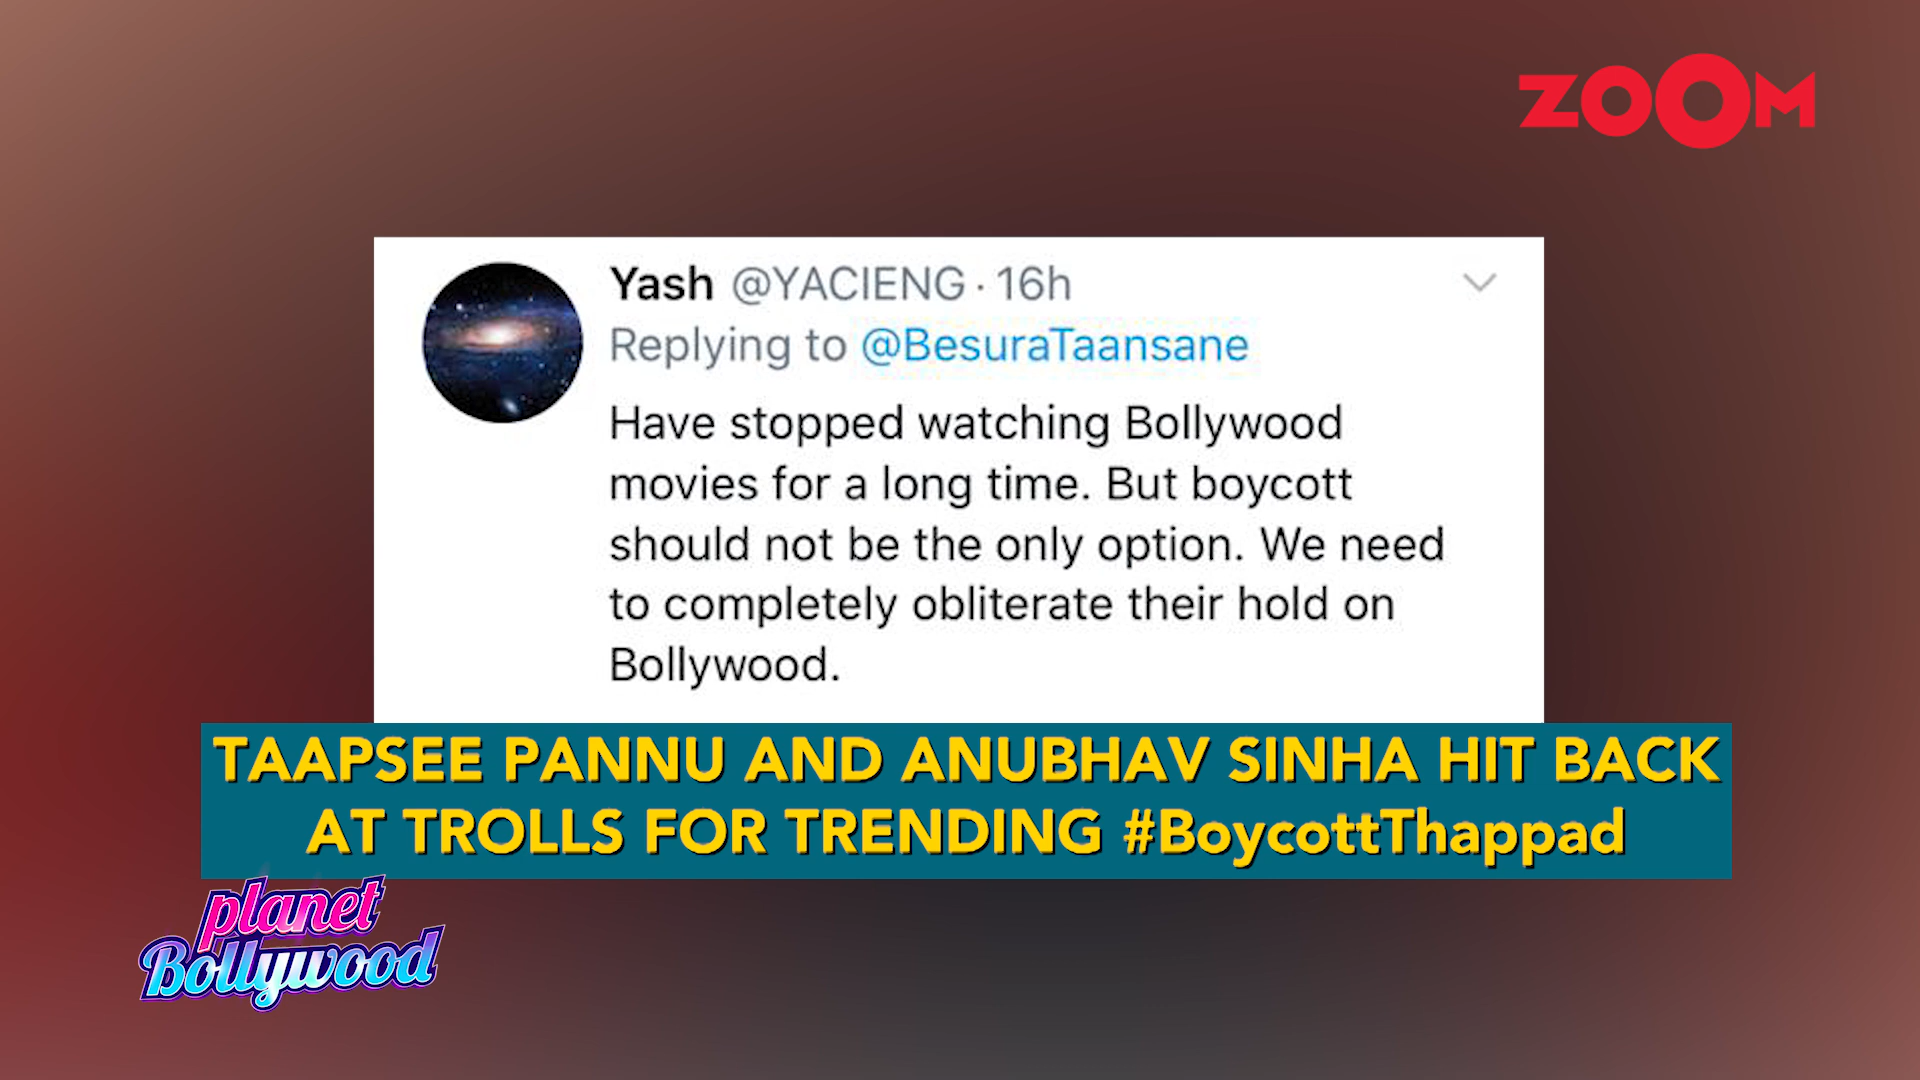 ZOOM
Yash @YACIENG · 16h
Replying to @BesuraTaansane
Have stopped watching Bollywood
movies for a long time. But boycott
should not be the only option. We need
to completely obliterate their hold on
Bollywood.
TAAPSEE PANNU AND ANUBHAV SINHA HIT BACK
AT TROLLS FOR TRENDING #BoycottThappad
planet
Bollywood